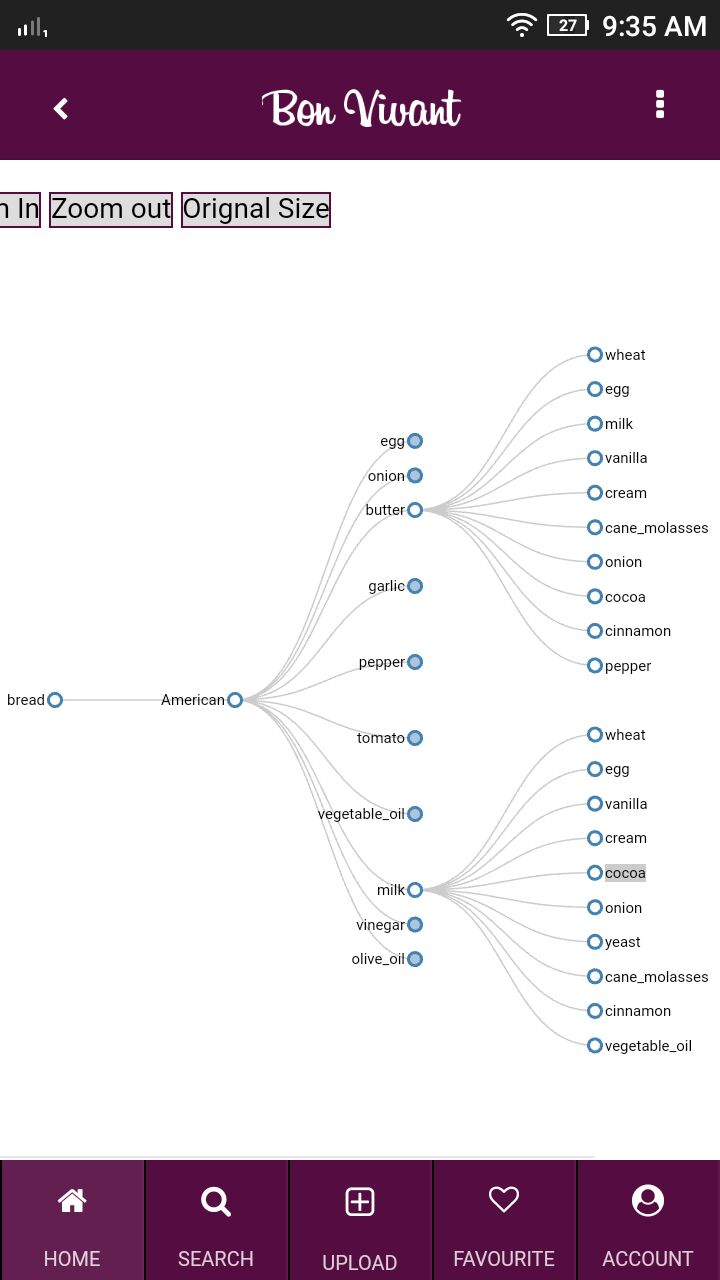 27 9:35 AM
Bon Vivant
n In Zoom out Orignal Size
wheat
egg
milk
egg
vanilla
onion
cream
butter
cane_molasses
onion
garlic
cocoa
cinnamon
pepper
pepper
bread
American
wheat
tomato
egg
vanilla
vegetable_oil
cream
cocoa
milk
onion
vinegar
yeast
olive_oil
cane_molasses
cinnamon
vegetable_oil
HOME SEARCH UPLOAD FAVOURITE ACCOUNT